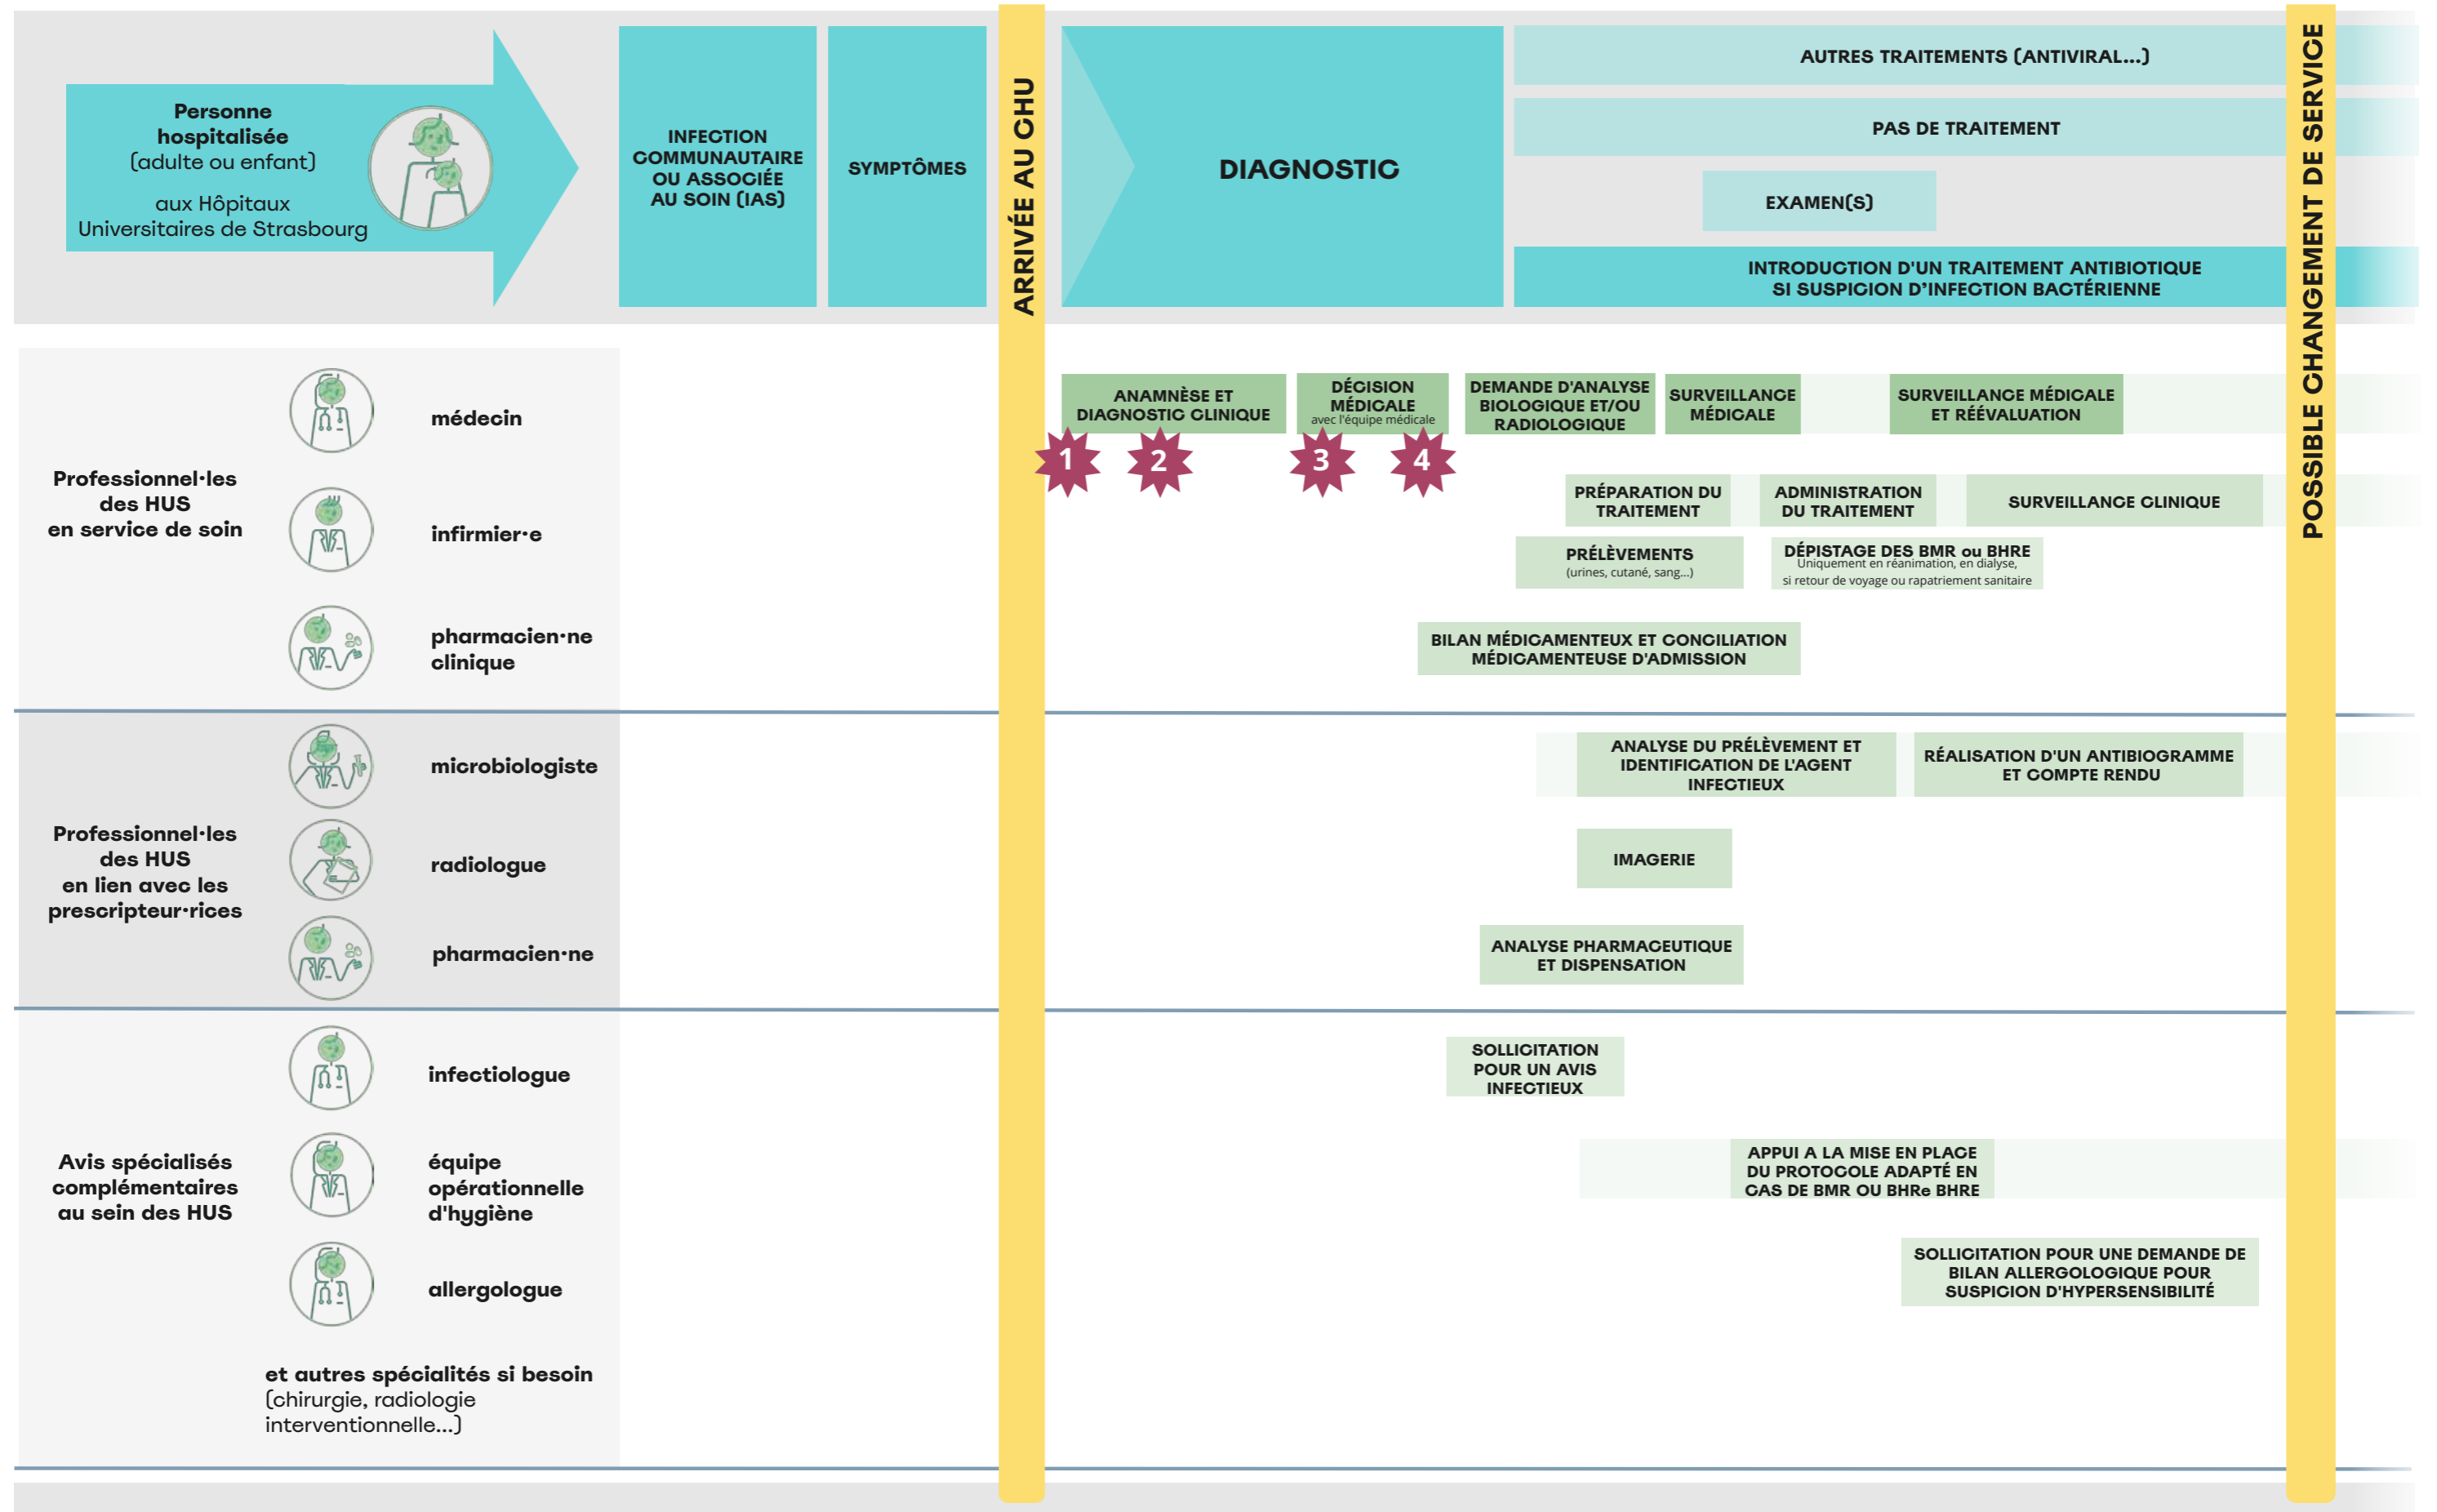 Personne
hospitalisée
(adulte ou enfant)
aux Hôpitaux
Universitaires de Strasbourg
INFECTION
COMMUNAUTAIRE
OU ASSOCIÉE
AU SOIN (IAS)
SYMPTÔMES
ARRIVÉE AU CHU
DIAGNOSTIC
AUTRES TRAITEMENTS (ANTIVIRAL...)
PAS DE TRAITEMENT
EXAMEN(S)
INTRODUCTION D'UN TRAITEMENT ANTIBIOTIQUE
SI SUSPICION D’INFECTION BACTÉRIENNE
POSSIBLE CHANGEMENT DE SERVICE
Professionnel·les
des HUS
en service de soin
médecin
ANAMNÈSE ET
DIAGNOSTIC CLINIQUE
DÉCISION
MÉDICALE
avec l'équipe médicale
DEMANDE D'ANALYSE
BIOLOGIQUE ET/OU
RADIOLOGIQUE
SURVEILLANCE
MÉDICALE
SURVEILLANCE MÉDICALE
ET RÉÉVALUATION
1
2
3
4
infirmier·e
PRÉPARATION DU
TRAITEMENT
ADMINISTRATION
DU TRAITEMENT
SURVEILLANCE CLINIQUE
PRÉLÈVEMENTS
(urines, cutané, sang...)
DÉPISTAGE DES BMR ou BHRE
Uniquement en réanimation, en dialyse,
si retour de voyage ou rapatriement sanitaire
pharmacien·ne
clinique
BILAN MÉDICAMENTEUX ET CONCILIATION
MÉDICAMENTEUSE D'ADMISSION
Professionnel·les
des HUS
en lien avec les
prescripteur·rices
microbiologiste
ANALYSE DU PRÉLÈVEMENT ET
IDENTIFICATION DE L'AGENT
INFECTIEUX
RÉALISATION D'UN ANTIBIOGRAMME
ET COMPTE RENDU
radiologue
IMAGERIE
pharmacien·ne
ANALYSE PHARMACEUTIQUE
ET DISPENSATION
Avis spécialisés
complémentaires
au sein des HUS
infectiologue
SOLLICITATION
POUR UN AVIS
INFECTIEUX
équipe
opérationnelle
d'hygiène
APPUI A LA MISE EN PLACE
DU PROTOCOLE ADAPTÉ EN
CAS DE BMR OU BHRe BHRE
allergologue
SOLLICITATION POUR UNE DEMANDE DE
BILAN ALLERGOLOGIQUE POUR
SUSPICION D'HYPERSENSIBILITÉ
et autres spécialités si besoin
(chirurgie, radiologie
interventionnelle...)